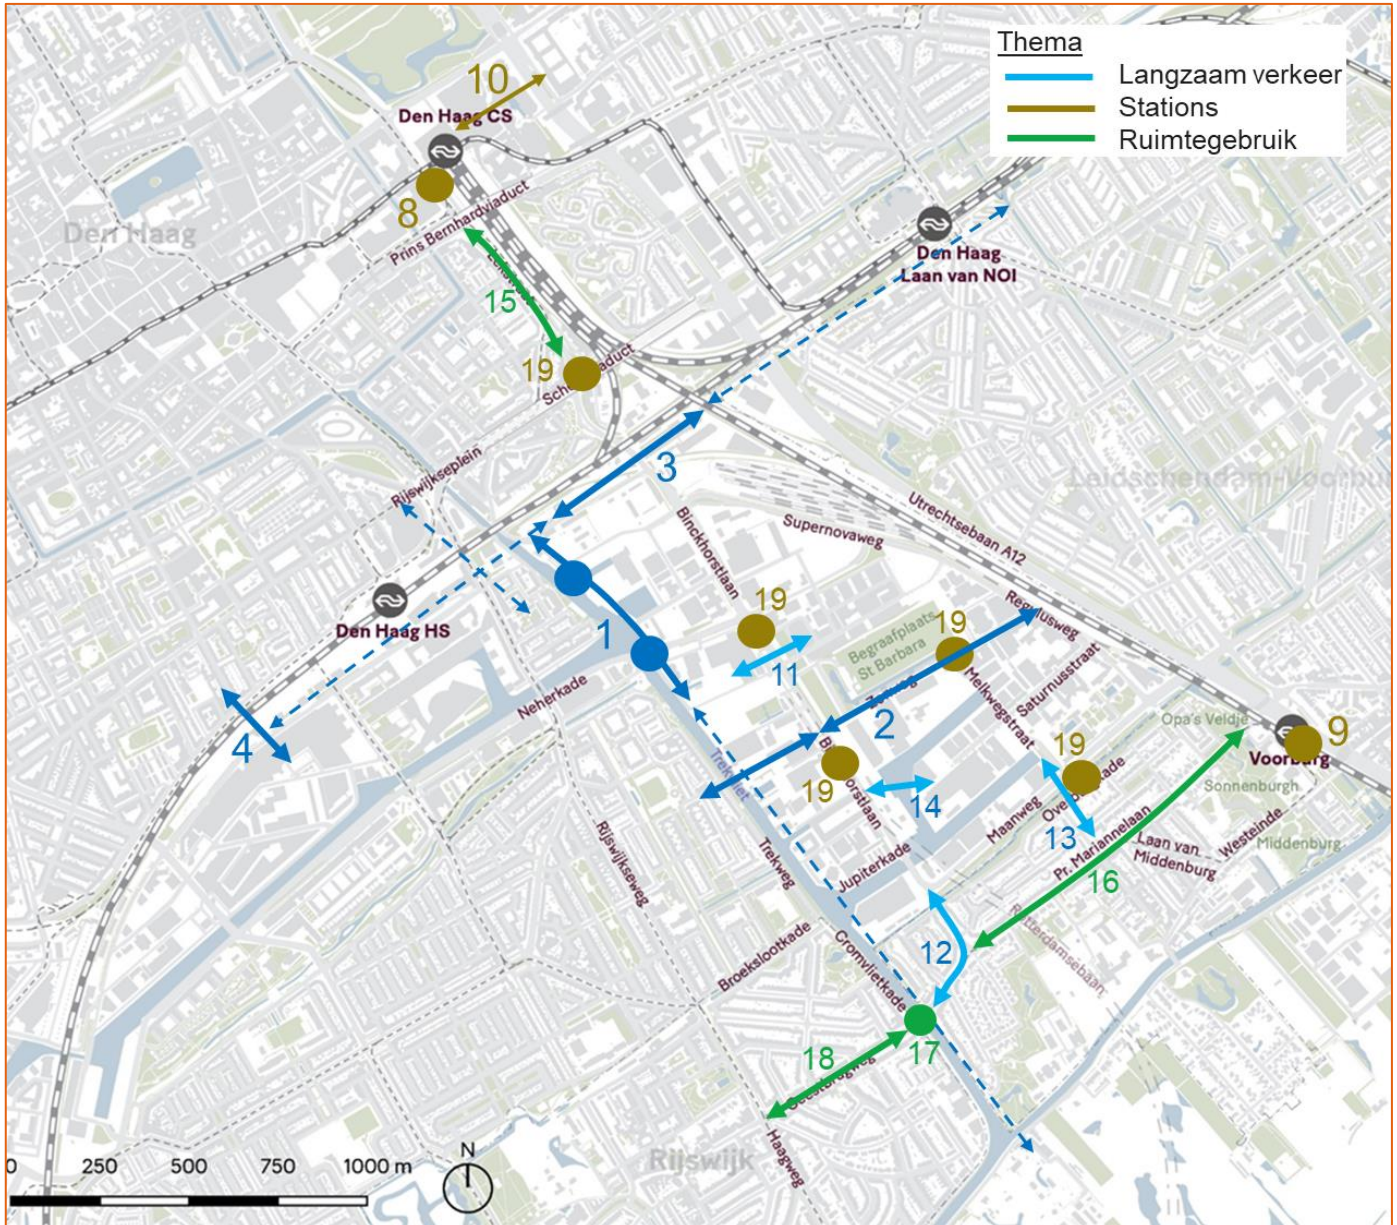 Thema
Langzaam verkeer
Stations
Ruimtegebruik
10
Den Haag CS
8
Prins Bernhardviaduct
Den Haag
15
Den Haag
Laan van NOI
19
3
Rijswijkseplein
Utrechtsebaan A12
Binckhorstlaan
Supernovaweg
Den Haag HS
1
19
11
Begraafplaats
St Barbara
19
Regulusweg
Saturnusstraat
Melkwegstraat
2
Neherkade
4
Opa's Veldje
9
Voorburg
Sonnenburgh
19
19
14
Maanweg
13
Pr. Mariannelaan
Laan van
Middenburg
Westeinde
Middenburg
16
Trekvliet
Trekweg
Jupiterkade
Rijswijkseweg
Rotterdamsebaan
12
Broekslootkade
Cromvlietkade
17
18
Haagweg
Rijswijk
0 250 500 750 1000 m
N